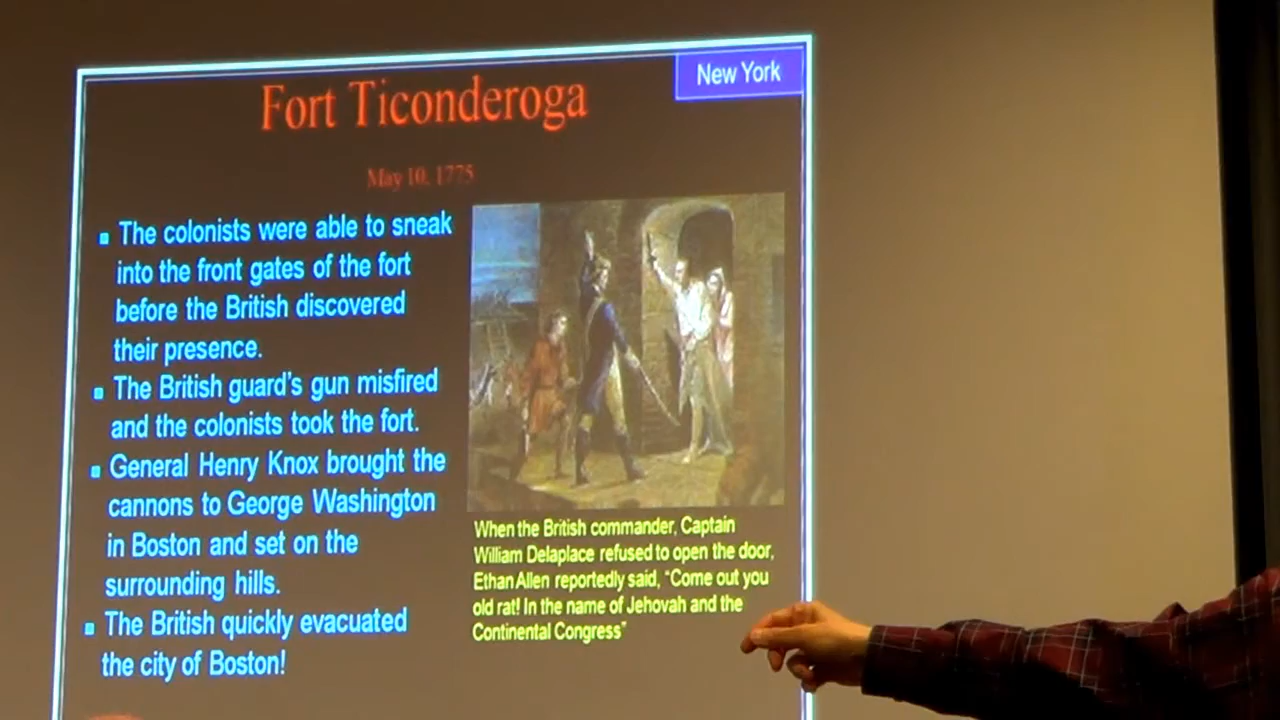 New York
Fort Ticonderoga
May 10, 1775
The colonists were able to sneak
into the front gates of the fort
before the British discovered
their presence.
The British guard's gun misfired
and the colonists took the fort.
General Henry Knox brought the
cannons to George Washington
in Boston and set on the
surrounding hills.
The British quickly evacuated
the city of Boston!
When the British commander, Captain
William Delaplace refused to open the door,
Ethan Allen reportedly said, "Come out you
old rat! In the name of Jehovah and the
Continental Congress"